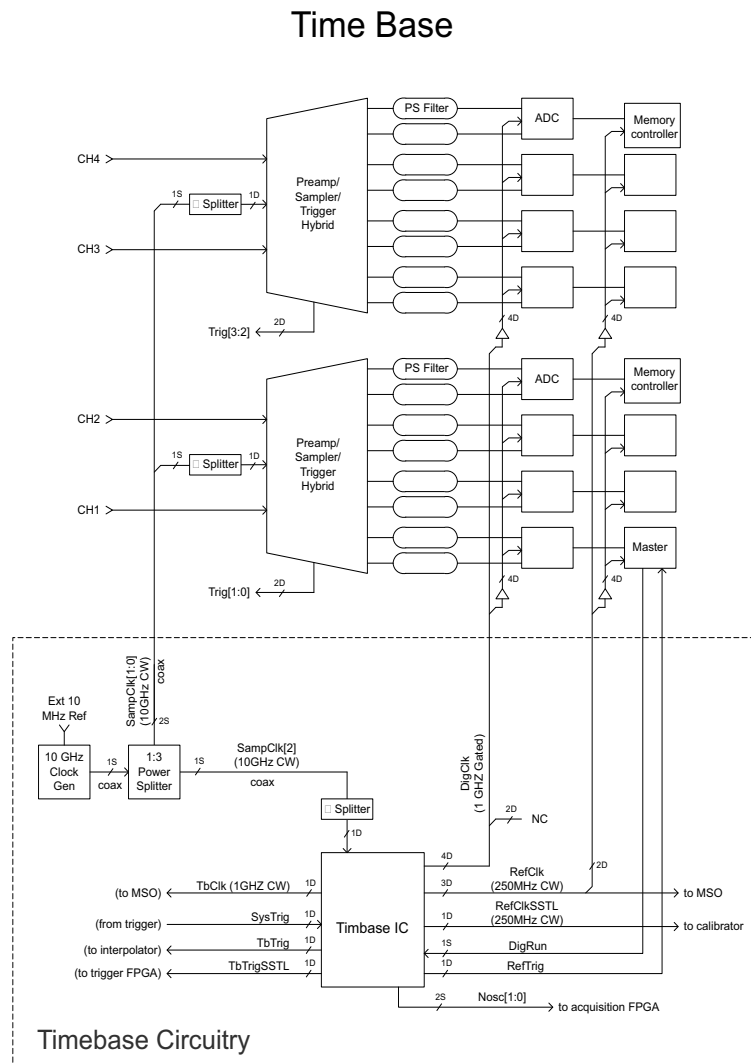 Time Base
PS Filter
ADC
Memory
controller
CH4
1S
□ Splitter
1D
Preamp/
Sampler/
Trigger
Hybrid
CH3
Trig[3:2]
2D
4D
4D
PS Filter
ADC
Memory
controller
CH2
1S
□ Splitter
1D
Preamp/
Sampler/
Trigger
Hybrid
CH1
Master
Trig[1:0]
2D
4D
4D
SampClk[1:0]
(10GHz CW)
coax
2S
Ext 10
MHz Ref
10 GHz
Clock
Gen
1S
coax
1:3
Power
Splitter
1S
SampClk[2]
(10GHz CW)
coax
□ Splitter
1D
DigClk
(1 GHZ Gated)
2D
NC
4D
2D
Timbase IC
(to MSO)
TbClk (1GHZ CW)
1D
3D
RefClk
(250MHz CW)
to MSO
(from trigger)
SysTrig
1D
1D
RefClkSSTL
(250MHz CW)
to calibrator
(to interpolator)
TbTrig
1D
1S
DigRun
(to trigger FPGA)
TbTrigSSTL
1D
1D
RefTrig
2S
Nosc[1:0]
to acquisition FPGA
Timebase Circuitry